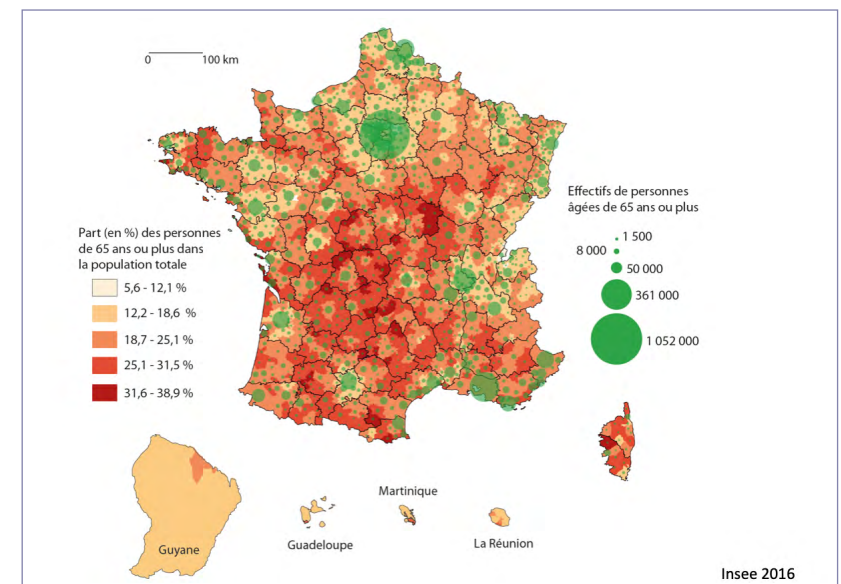 0 100 km
Effectifs de personnes
âgées de 65 ans ou plus
1 500
8 000
50 000
361 000
1 052 000
Part (en %) des personnes
de 65 ans ou plus dans
la population totale
5,6 - 12,1 %
12,2 - 18,6 %
18,7 - 25,1 %
25,1 - 31,5 %
31,6 - 38,9 %
Guyane
Guadeloupe
Martinique
La Réunion
Insee 2016